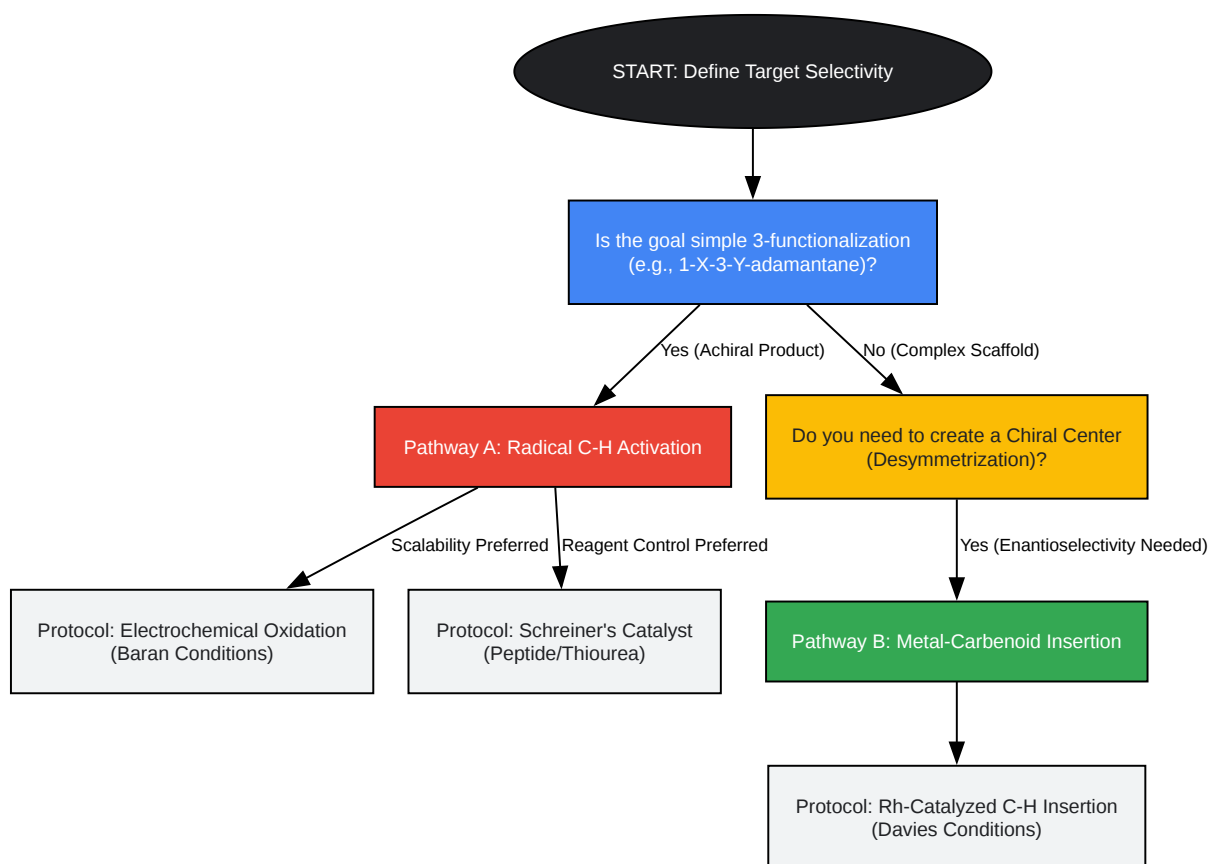 START: Define Target Selectivity
Is the goal simple 3-functionalization
(e.g., 1-X-3-Y-adamantane)?
Yes (Achiral Product)
No (Complex Scaffold)
Pathway A: Radical C-H Activation
Do you need to create a Chiral Center
(Desymmetrization)?
Scalability Preferred
Reagent Control Preferred
Yes (Enantioselectivity Needed)
Protocol: Electrochemical Oxidation
(Baran Conditions)
Protocol: Schreiner's Catalyst
(Peptide/Thiourea)
Pathway B: Metal-Carbenoid Insertion
Protocol: Rh-Catalyzed C-H Insertion
(Davies Conditions)